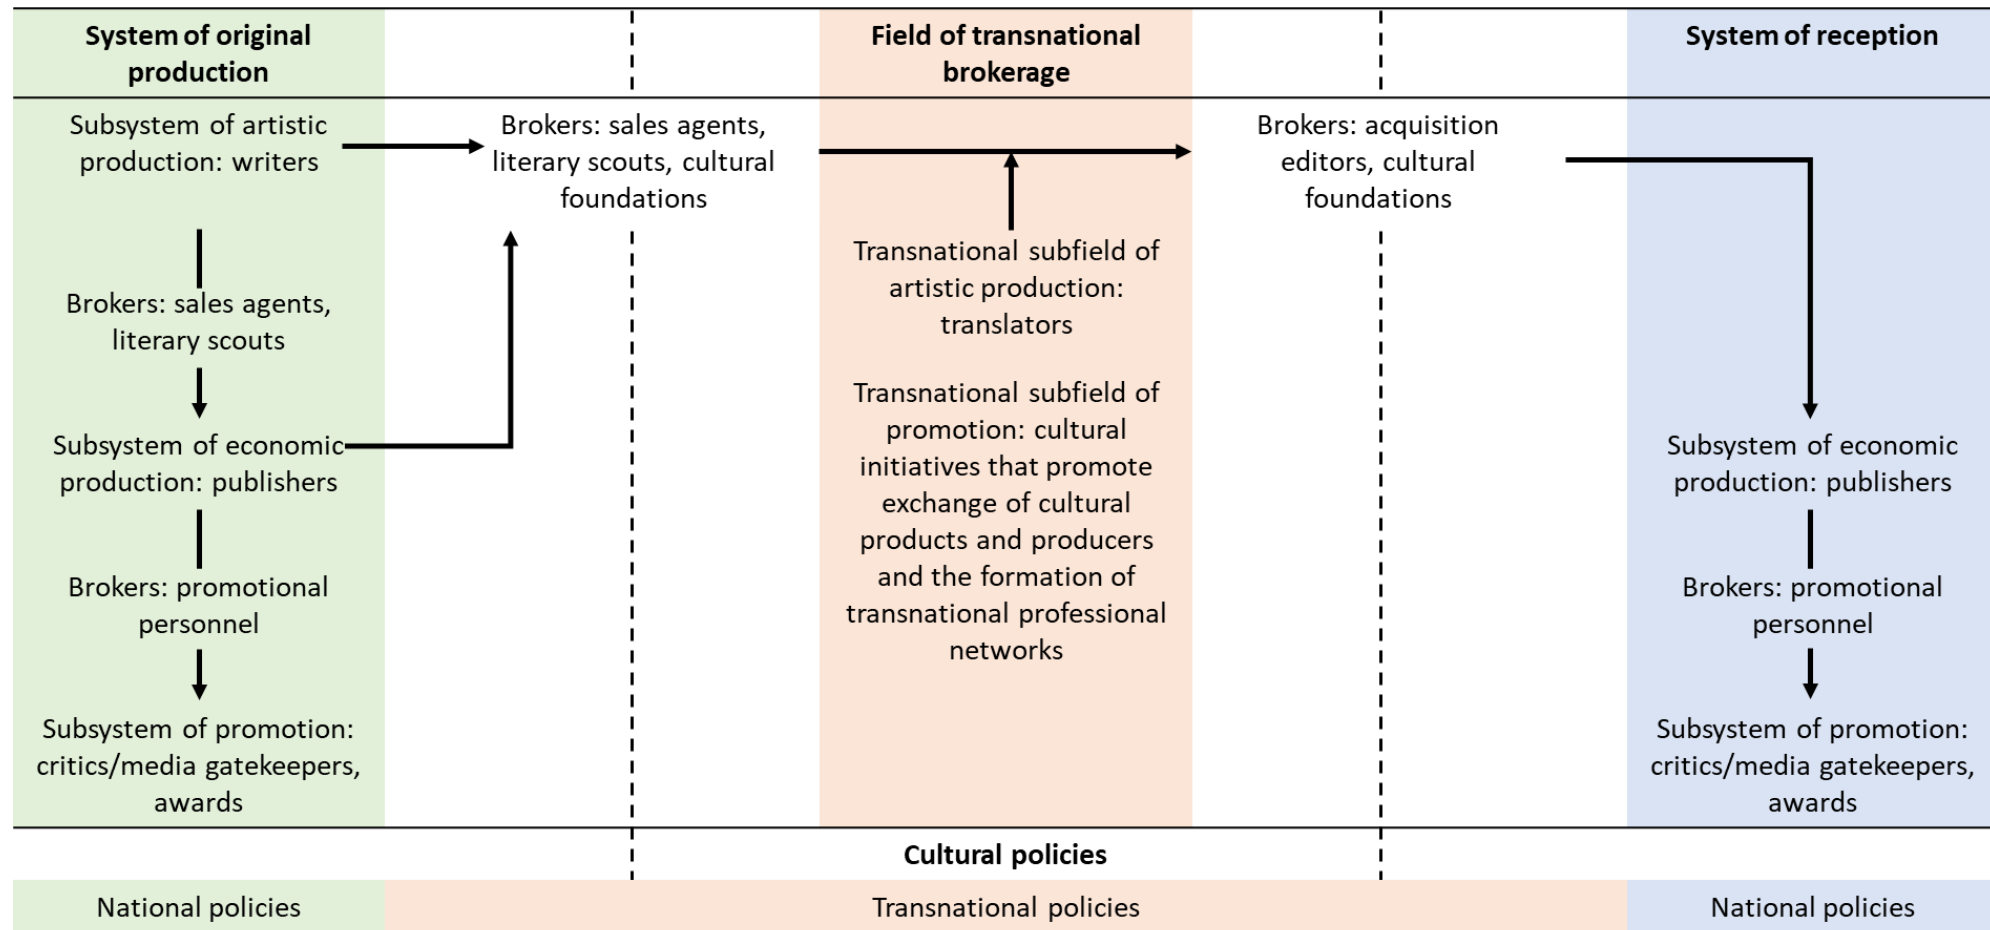 System of original
production
Field of transnational
brokerage
System of reception
Subsystem of artistic
production: writers
Brokers: sales agents,
literary scouts
Subsystem of economic
production: publishers
Brokers: promotional
personnel
Subsystem of promotion:
critics/media gatekeepers,
awards
Brokers: sales agents,
literary scouts, cultural
foundations
Transnational subfield of
artistic production:
translators
Transnational subfield of
promotion: cultural
initiatives that promote
exchange of cultural
products and producers
and the formation of
transnational professional
networks
Brokers: acquisition
editors, cultural
foundations
Subsystem of economic
production: publishers
Brokers: promotional
personnel
Subsystem of promotion:
critics/media gatekeepers,
awards
Cultural policies
National policies
Transnational policies
National policies